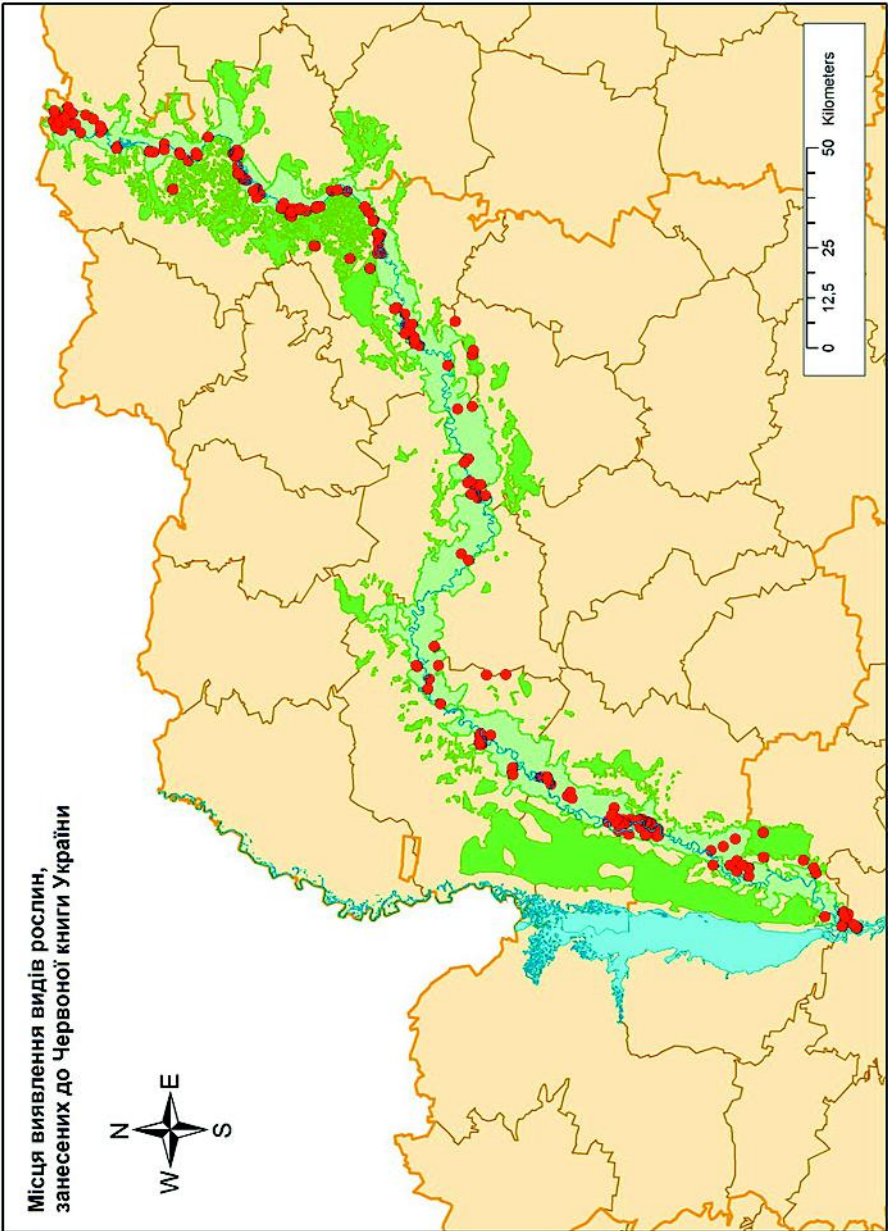 Місця виявлення видів рослин,
занесених до Червоної книги України
N
W E
S
0 12,5 25 50
Kilometers